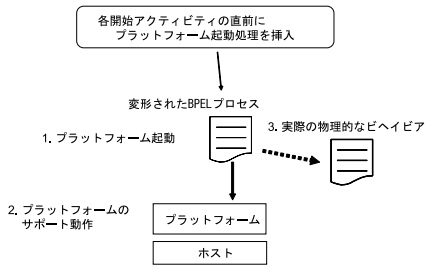 各開始アクティビティの直前に
プラットフォーム起動処理を挿入
変形されたBPELプロセス
1. プラットフォーム起動
3. 実際の物理的なビヘイビア
2. プラットフォームの
サポート動作
プラットフォーム
ホスト